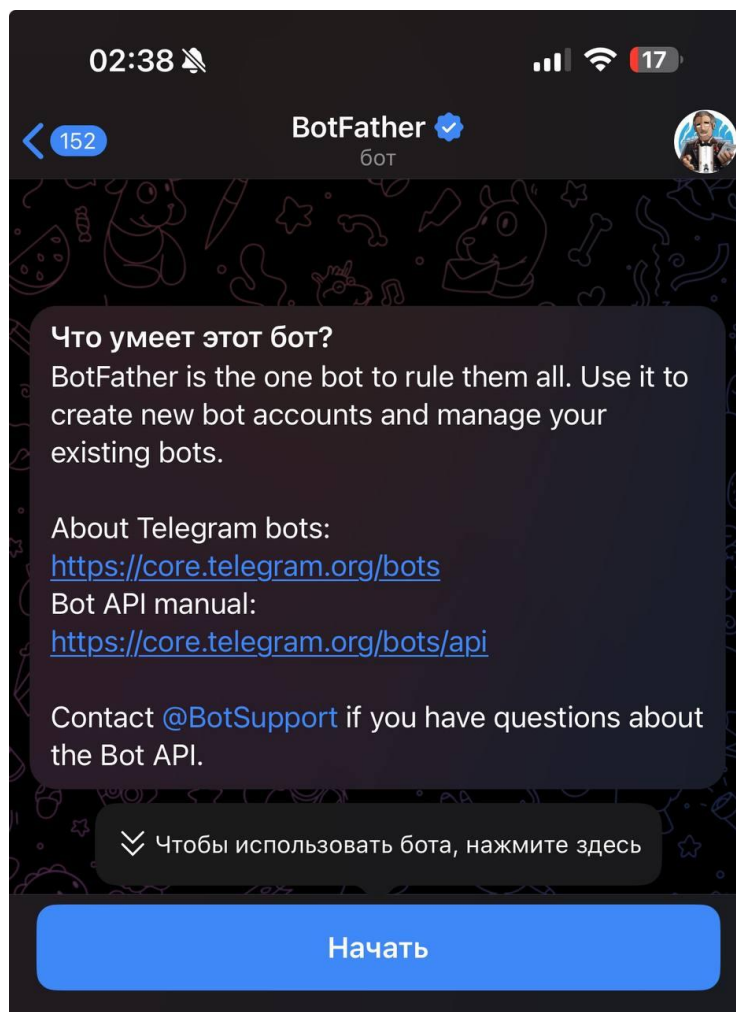 02:38
17
152
BotFather
бот
Что умеет этот бот?
BotFather is the one bot to rule them all. Use it to
create new bot accounts and manage your
existing bots.
About Telegram bots:
https://core.telegram.org/bots
Bot API manual:
https://core.telegram.org/bots/api
Contact @BotSupport if you have questions about
the Bot API.
Чтобы использовать бота, нажмите здесь
Начать